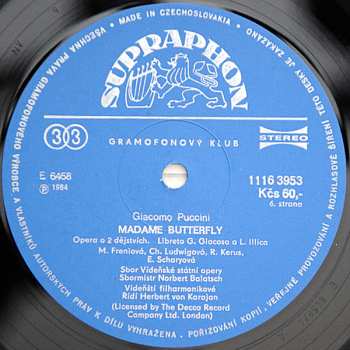 MADE IN CZECHOSLOVAKIA
VŠECHNA PRÁVA GRAMOFONOVÉHO VÝROBCE A VLASTNÍKŮ AUTORSKÝCH PRÁV K DÍLU VYHRAŽENA. POŘIZOVÁNÍ KOPIÍ, VEŘEJNÉ PROVOZOVÁNÍ A ROZHLASOVÉ ŠÍŘENÍ TÉTO DESKY JE ZAKÁZÁNO
SUPRAPHON
GRAMOFONOVÝ KLUB
33
STEREO
E 6458
Ⓟ 1984
1116 3953
Kčs 60,-
6. strana
Giacomo Puccini
MADAME BUTTERFLY
Opera o 2 dějstvích. Libreto G. Giacosa a L. Illica
M. Freniová, Ch. Ludwigová, R. Kerus,
E. Scharyová
Sbor Vídeňské státní opery
Sbormistr Norbert Balatsch
Vídeňští filharmonikové
Řídí Herbert von Karajan
(Licensed by The Decca Record
Company Ltd. London)